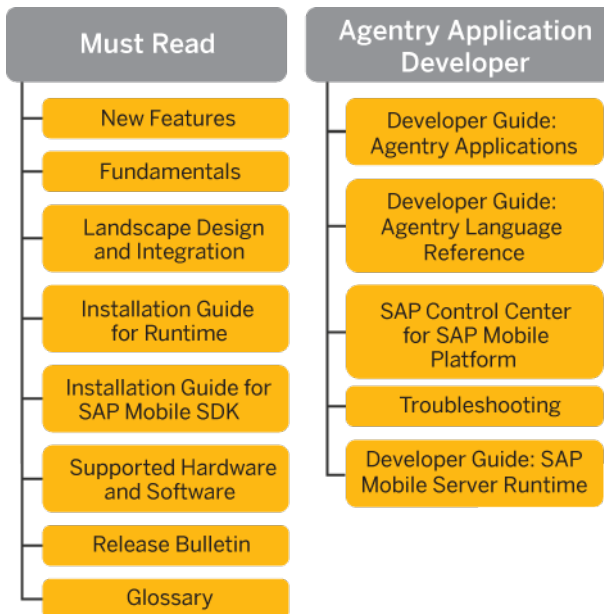 Must Read
New Features
Fundamentals
Landscape Design
and Integration
Installation Guide
for Runtime
Installation Guide for
SAP Mobile SDK
Supported Hardware
and Software
Release Bulletin
Glossary
Agentry Application
Developer
Developer Guide:
Agentry Applications
Developer Guide:
Agentry Language
Reference
SAP Control Center
for SAP Mobile
Platform
Troubleshooting
Developer Guide: SAP
Mobile Server Runtime